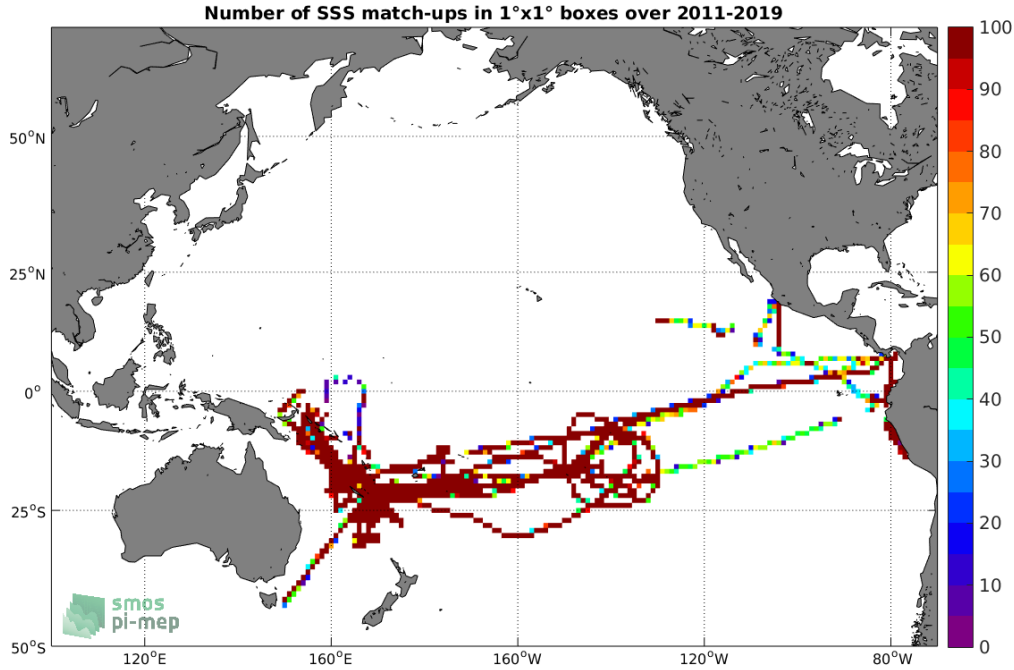 Number of SSS match-ups in 1°x1° boxes over 2011-2019
100
90
80
70
60
50
40
30
20
10
0
50°N
25°N
0°
25°S
50°S
120°E
160°E
160°W
120°W
80°W
smos
pi-mep